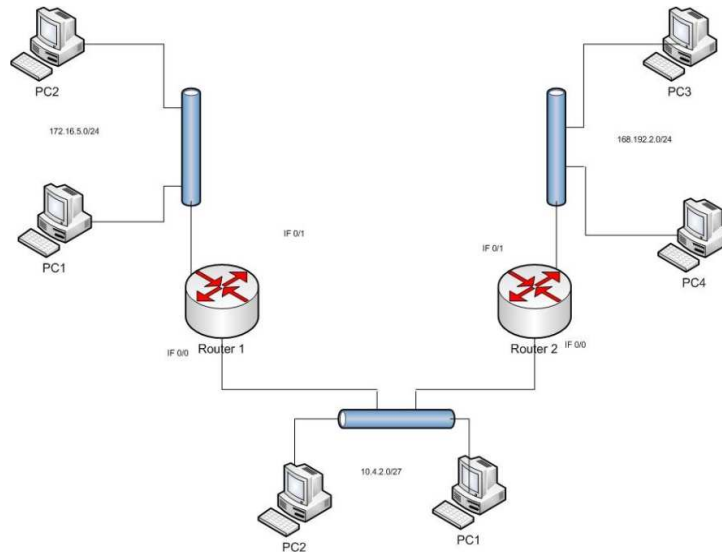 PC2
PC3
172.16.5.0/24
168.192.2.0/24
PC1
PC4
IF 0/1
IF 0/1
Router 1
Router 2
IF 0/0
IF 0/0
10.4.2.0/27
PC2
PC1